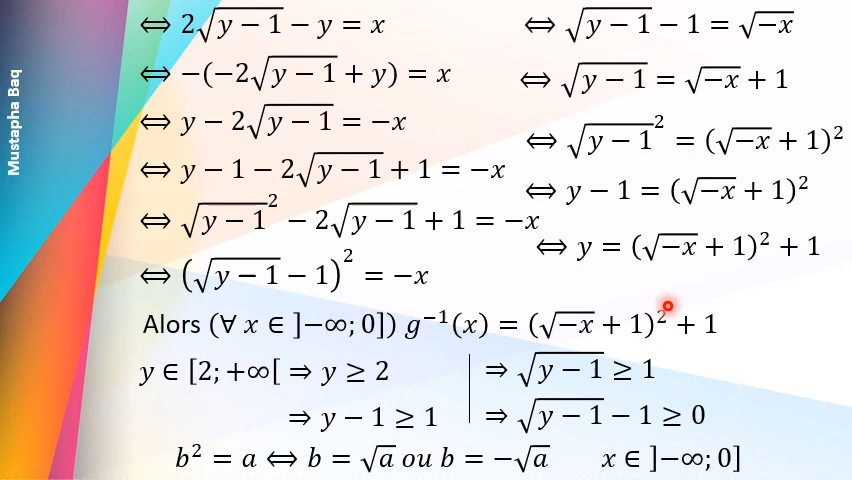 Mustapha Baq
⇔ 2√(y−1) − y = x
⇔ −(−2√(y−1) + y) = x
⇔ y − 2√(y−1) = −x
⇔ y − 1 − 2√(y−1) + 1 = −x
⇔ √(y−1)² − 2√(y−1) + 1 = −x
⇔ (√(y−1) − 1)² = −x
⇔ √(y−1) − 1 = √(−x)
⇔ √(y−1) = √(−x) + 1
⇔ √(y−1)² = (√(−x) + 1)²
⇔ y − 1 = (√(−x) + 1)²
⇔ y = (√(−x) + 1)² + 1
Alors (∀ x ∈ ]−∞; 0]) g⁻¹(x) = (√(−x) + 1)² + 1
y ∈ [2; +∞[ ⇒ y ≥ 2
⇒ y − 1 ≥ 1
⇒ √(y−1) ≥ 1
⇒ √(y−1) − 1 ≥ 0
b² = a ⇔ b = √a ou b = −√a x ∈ ]−∞; 0]